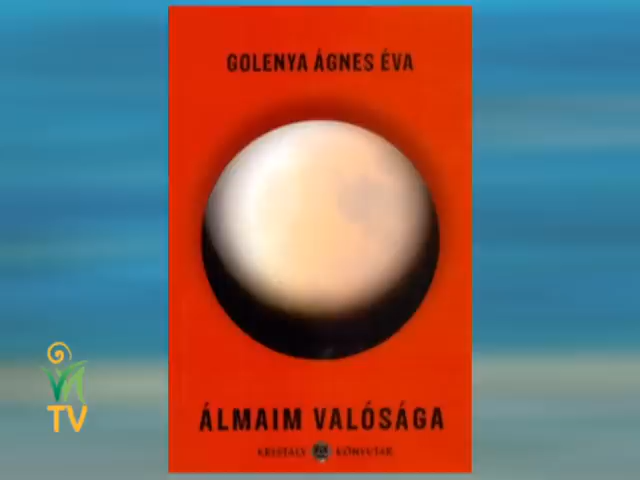 GOLENYA ÁGNES ÉVA
ÁLMAIM VALÓSÁGA
KRISTÁLY KÖNYVTÁR
TV